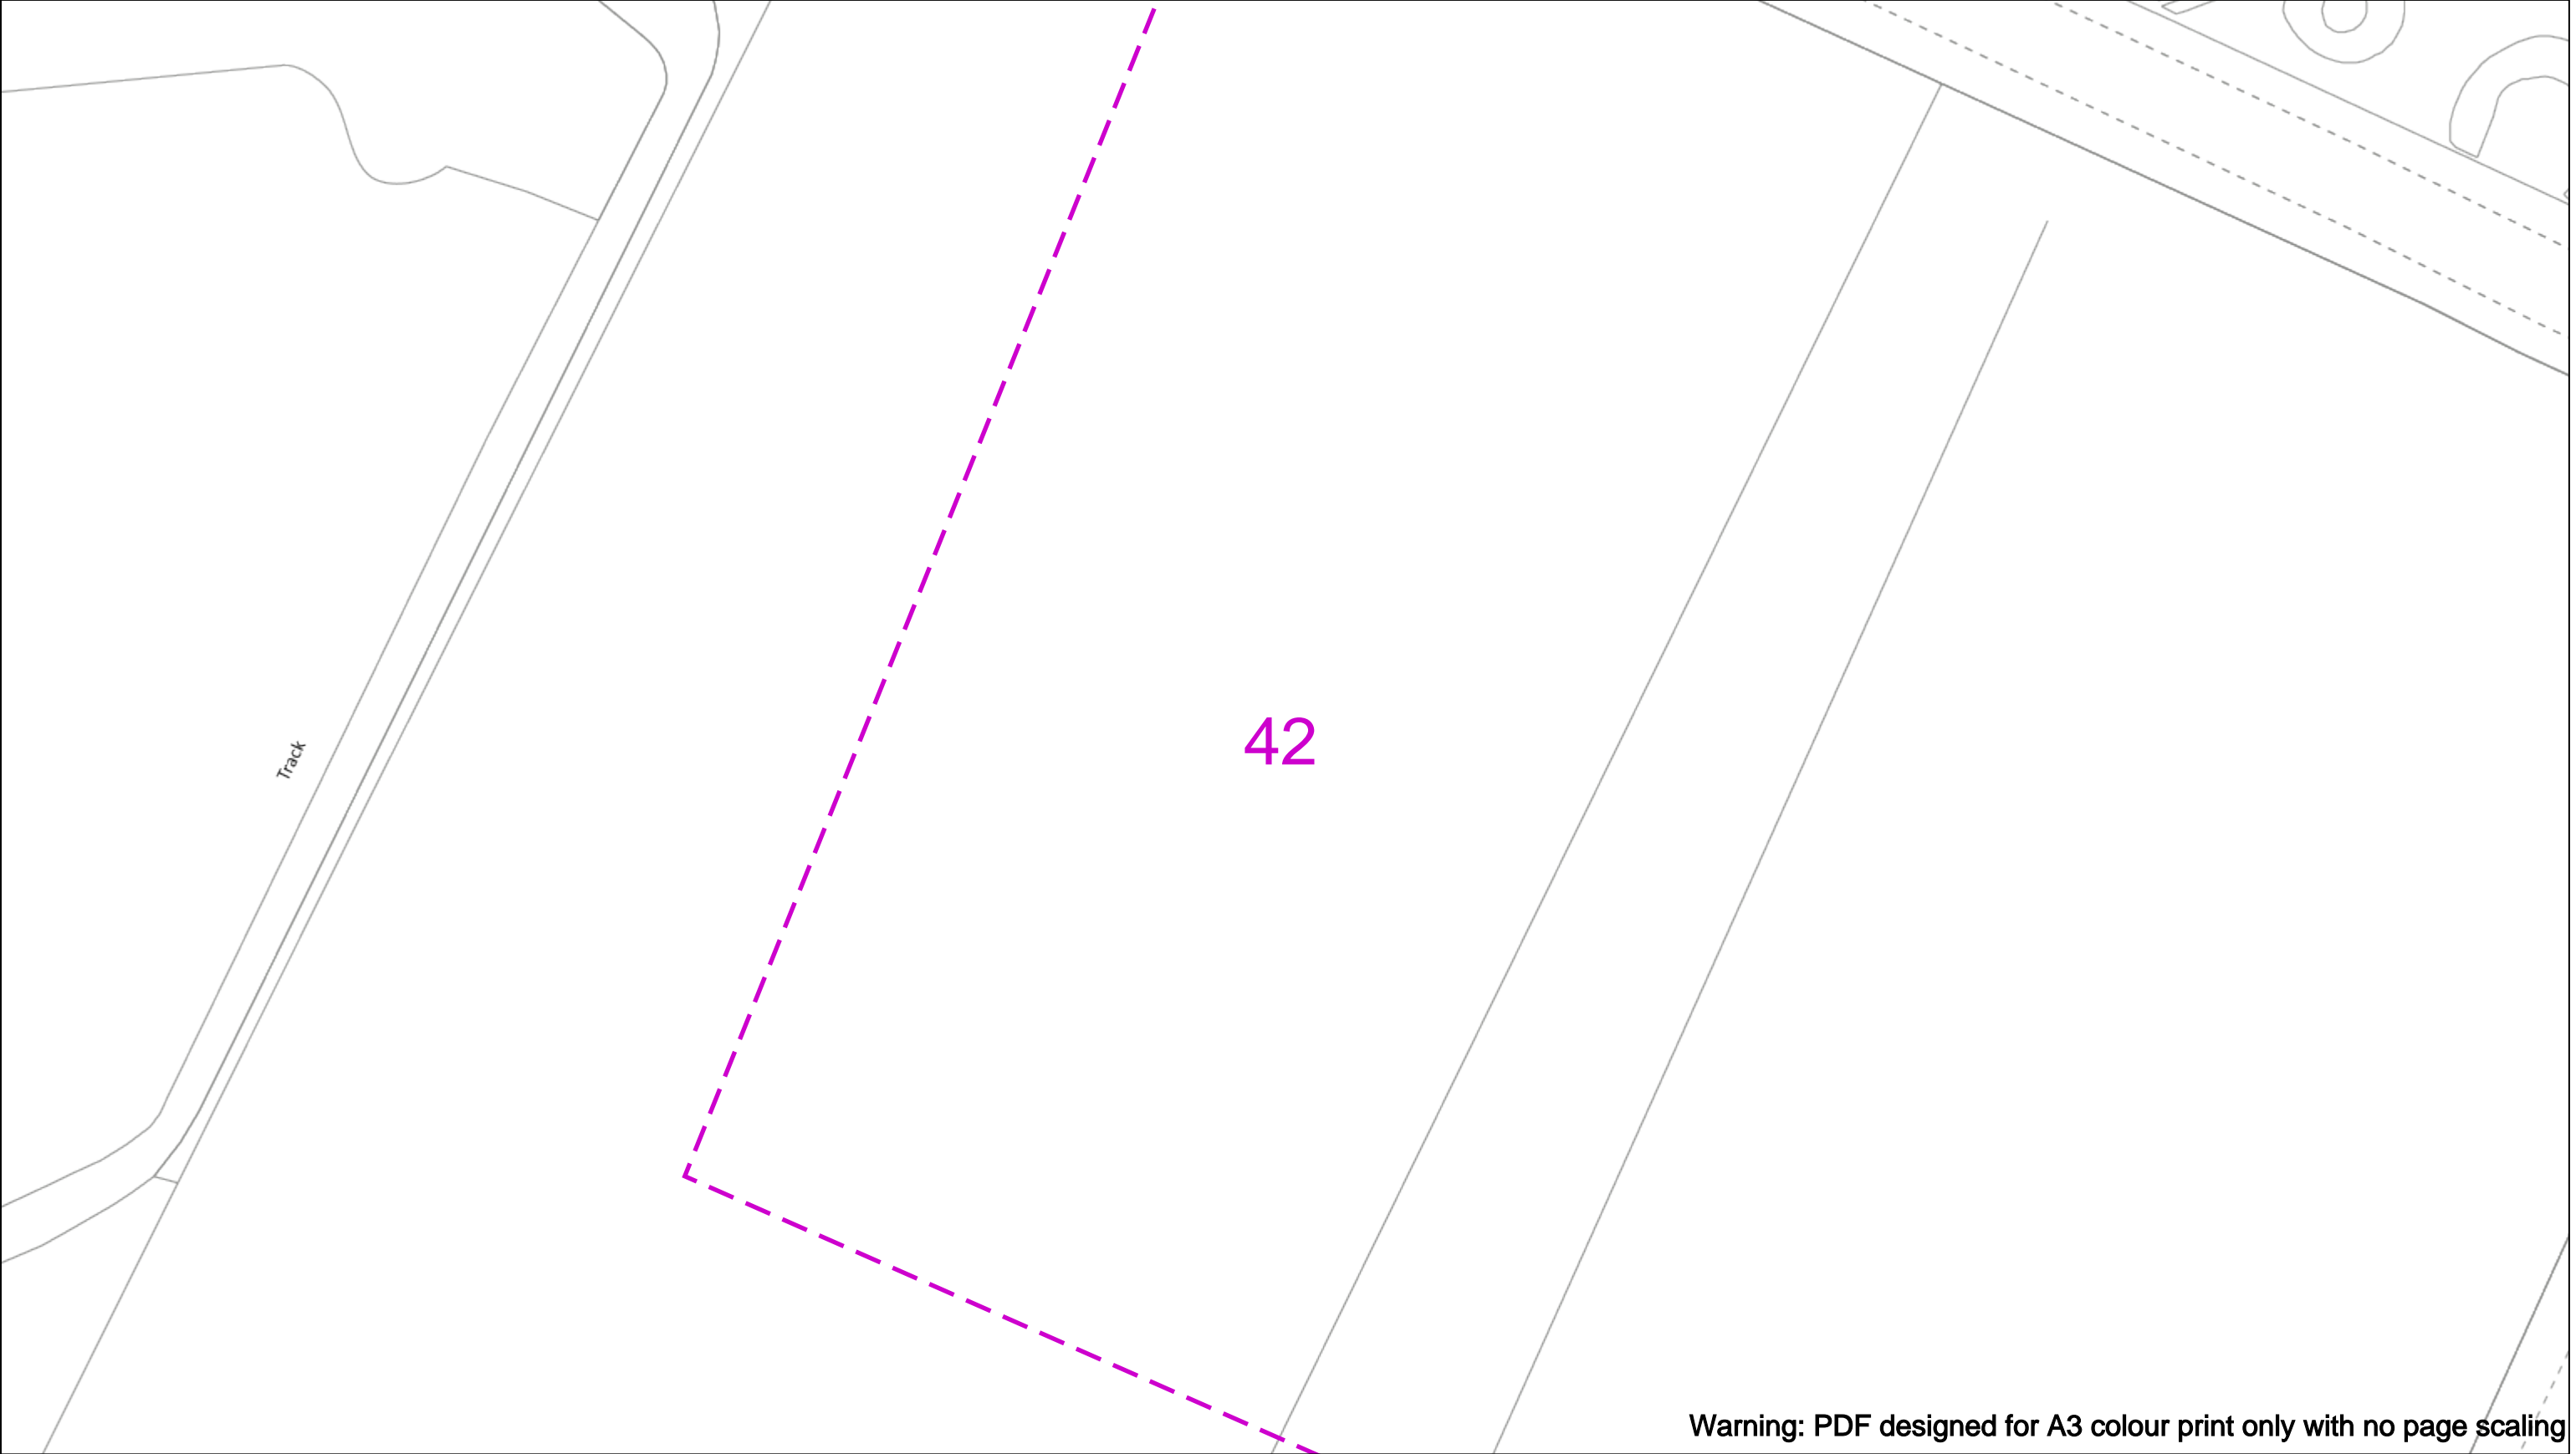 42
Track
Warning: PDF designed for A3 colour print only with no page scaling